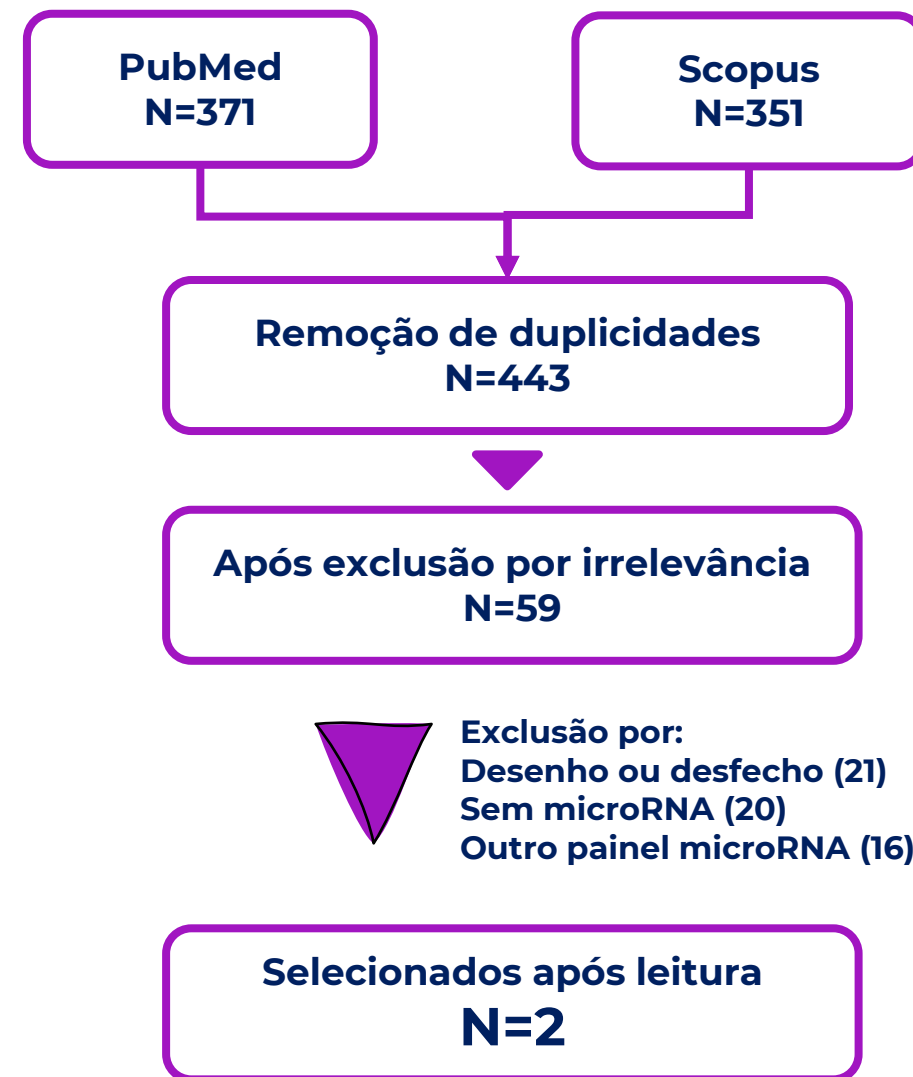 PubMed
N=371
Scopus
N=351
Remoção de duplicidades
N=443
Após exclusão por irrelevância
N=59
Exclusão por:
Desenho ou desfecho (21)
Sem microRNA (20)
Outro painel microRNA (16)
Selecionados após leitura
N=2